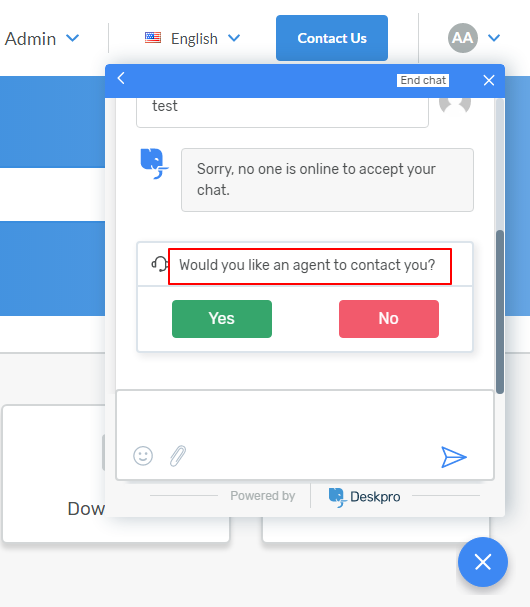 Admin
English
Contact Us
AA
End chat
test
Sorry, no one is online to accept your
chat.
Would you like an agent to contact you?
Yes
No
Dow
Powered by
Deskpro